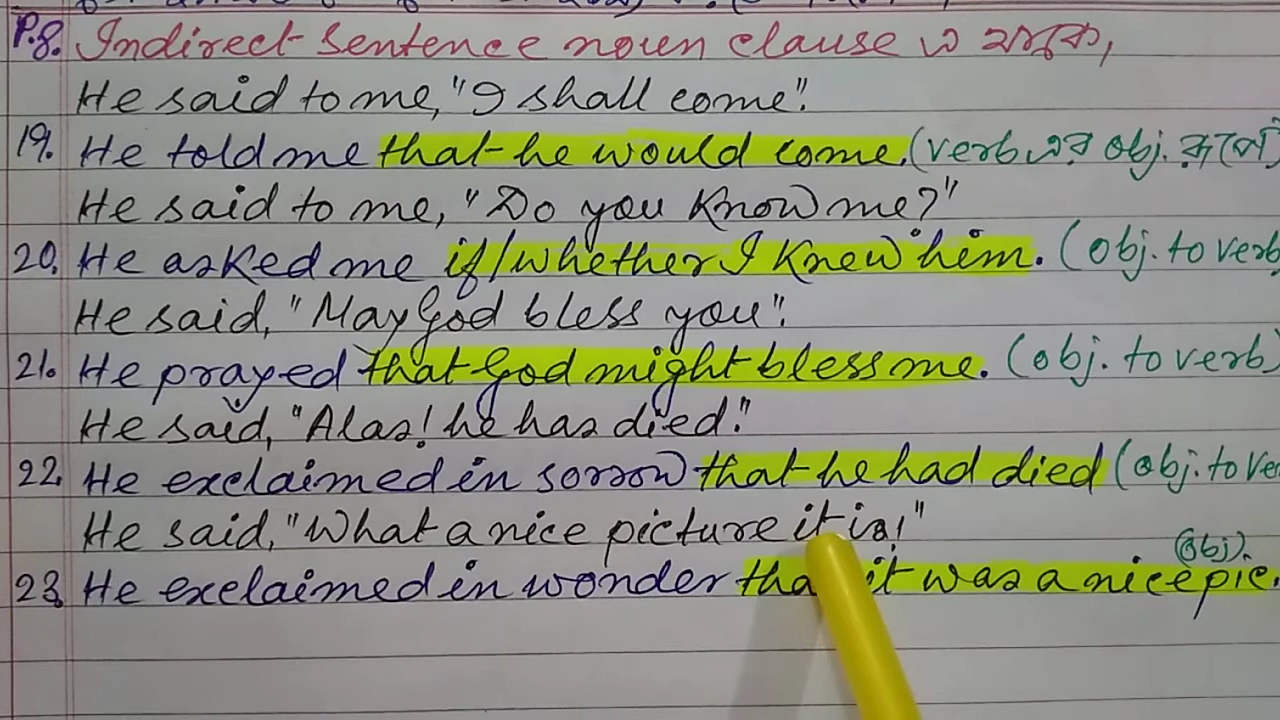 P.8. Indirect Sentence noun clause এ থাকে,
He said to me, "I shall come".
19. He told me that he would come. (verb এর obj. রূপে)
He said to me, "Do you know me?"
20. He asked me if/whether I knew him. (obj. to verb
He said, "May God bless you".
21. He prayed that God might bless me. (obj. to verb)
He said, "Alas! he has died."
22. He exclaimed in sorrow that he had died (obj. to ve
He said, "What a nice picture it is!"
(obj).
23. He exclaimed in wonder tha it was a nice pic.